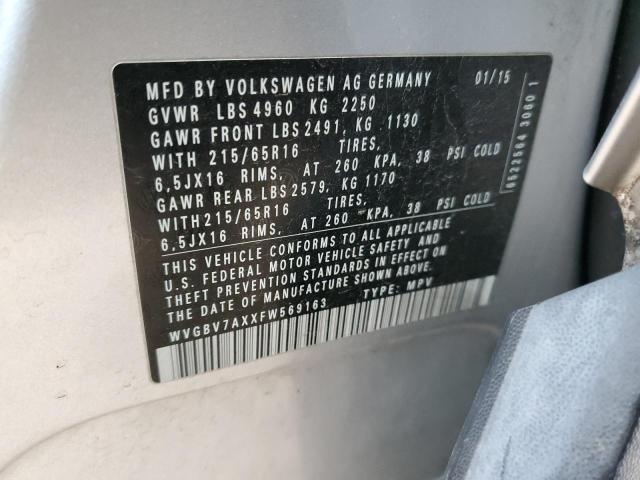 MFD BY VOLKSWAGEN AG GERMANY 01/15
GVWR LBS 4960 KG 2250
GAWR FRONT LBS 2491, KG 1130
WITH 215/65R16 TIRES,
6,5JX16 RIMS, AT 260 KPA, 38 PSI COLD
GAWR REAR LBS 2579, KG 1170
WITH 215/65R16 TIRES,
6,5JX16 RIMS, AT 260 KPA, 38 PSI COLD
THIS VEHICLE CONFORMS TO ALL APPLICABLE
U.S. FEDERAL MOTOR VEHICLE SAFETY AND
THEFT PREVENTION STANDARDS IN EFFECT ON
THE DATE OF MANUFACTURE SHOWN ABOVE.
WVGBV7AXXFW569163 TYPE: MPV
6522564 3060 1